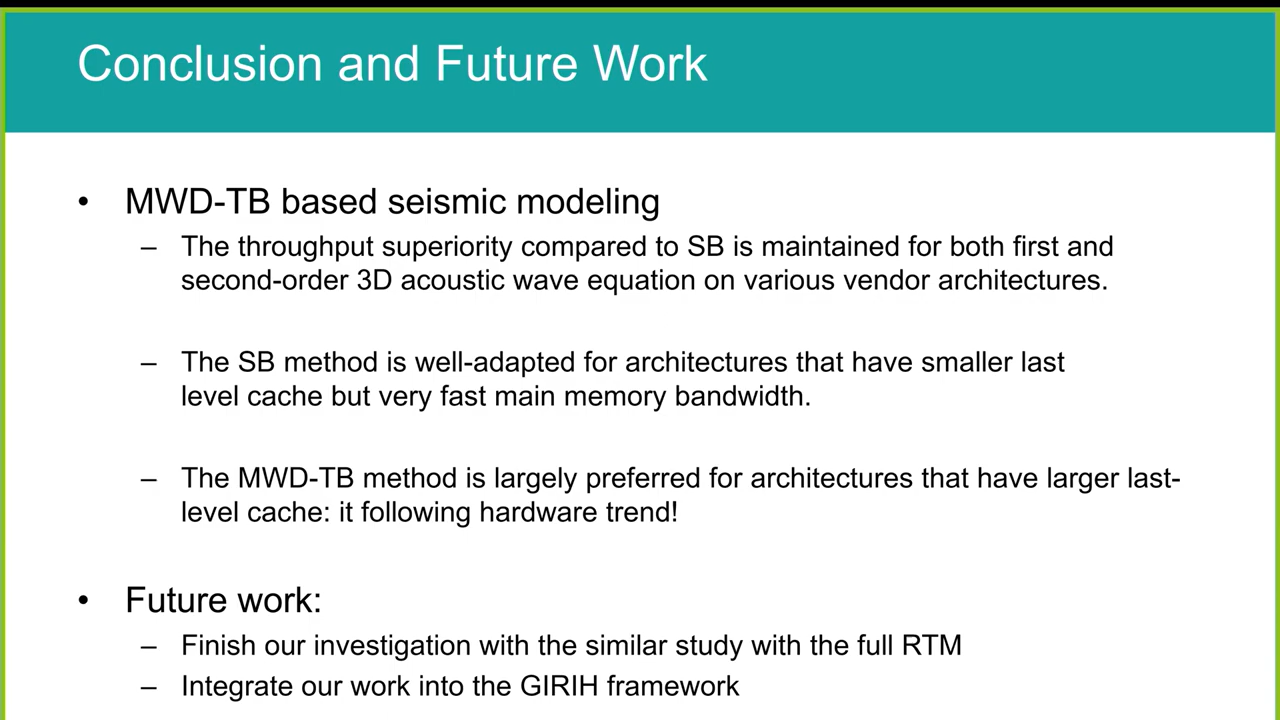 Conclusion and Future Work
• MWD-TB based seismic modeling
– The throughput superiority compared to SB is maintained for both first and
second-order 3D acoustic wave equation on various vendor architectures.
– The SB method is well-adapted for architectures that have smaller last
level cache but very fast main memory bandwidth.
– The MWD-TB method is largely preferred for architectures that have larger last-
level cache: it following hardware trend!
• Future work:
– Finish our investigation with the similar study with the full RTM
– Integrate our work into the GIRIH framework